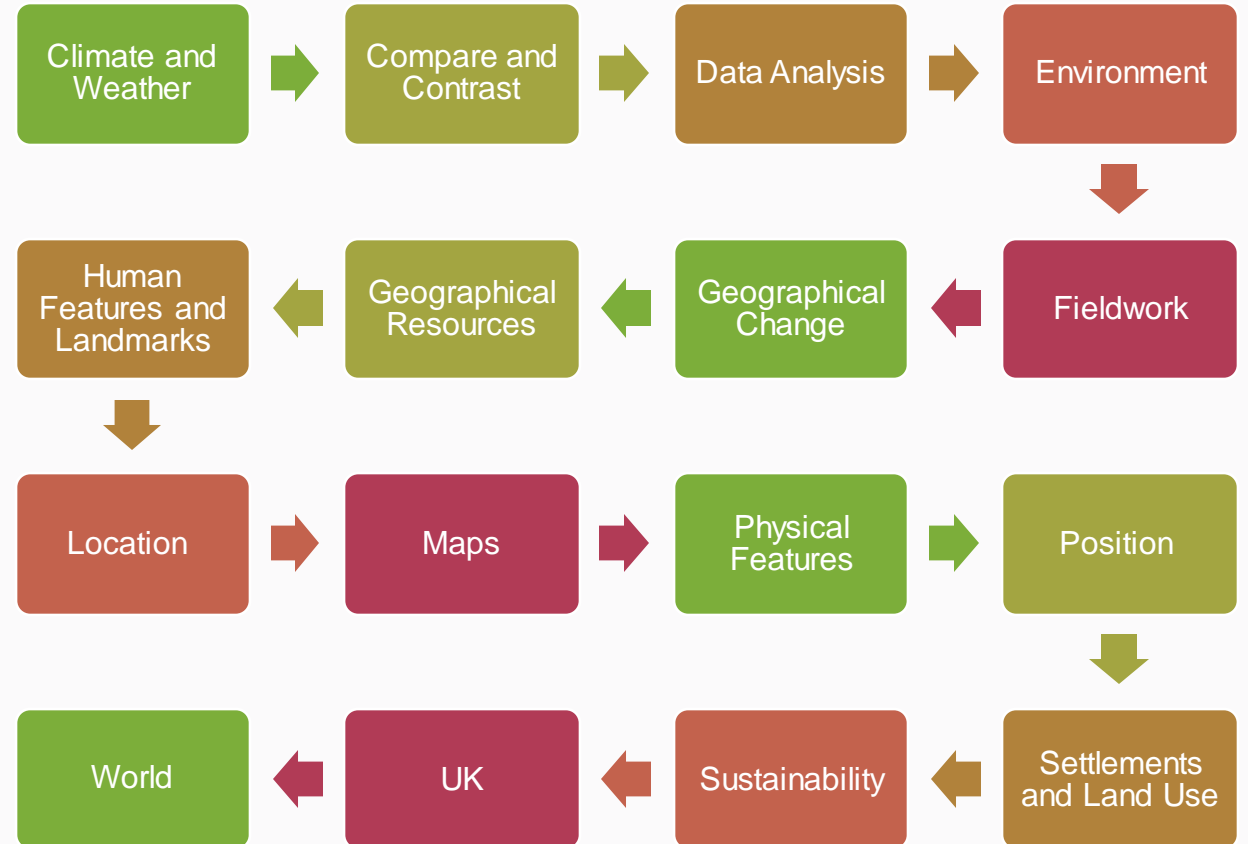 Climate and
Weather
Compare and
Contrast
Data Analysis
Environment
Fieldwork
Geographical
Change
Geographical
Resources
Human
Features and
Landmarks
Location
Maps
Physical
Features
Position
Settlements
and Land Use
Sustainability
UK
World